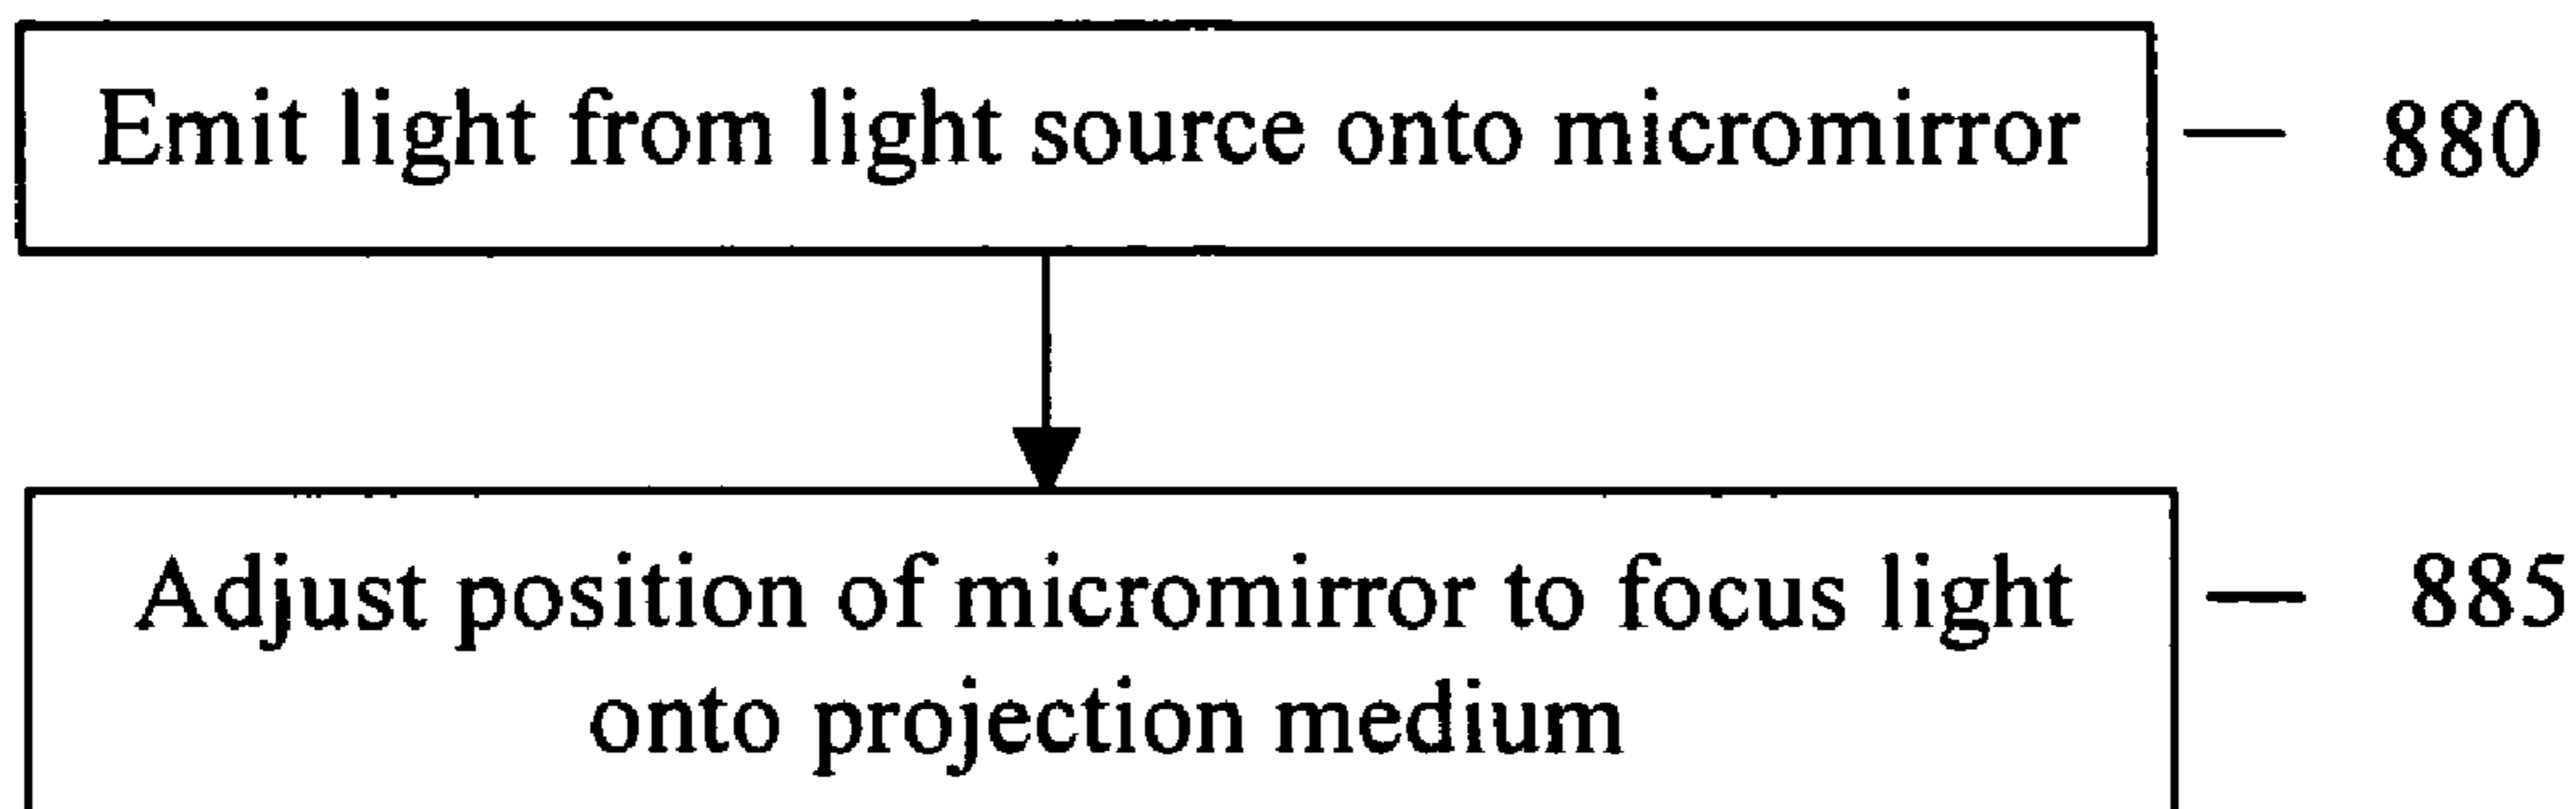 Emit light from light source onto micromirror — 880
Adjust position of micromirror to focus light — 885
onto projection medium